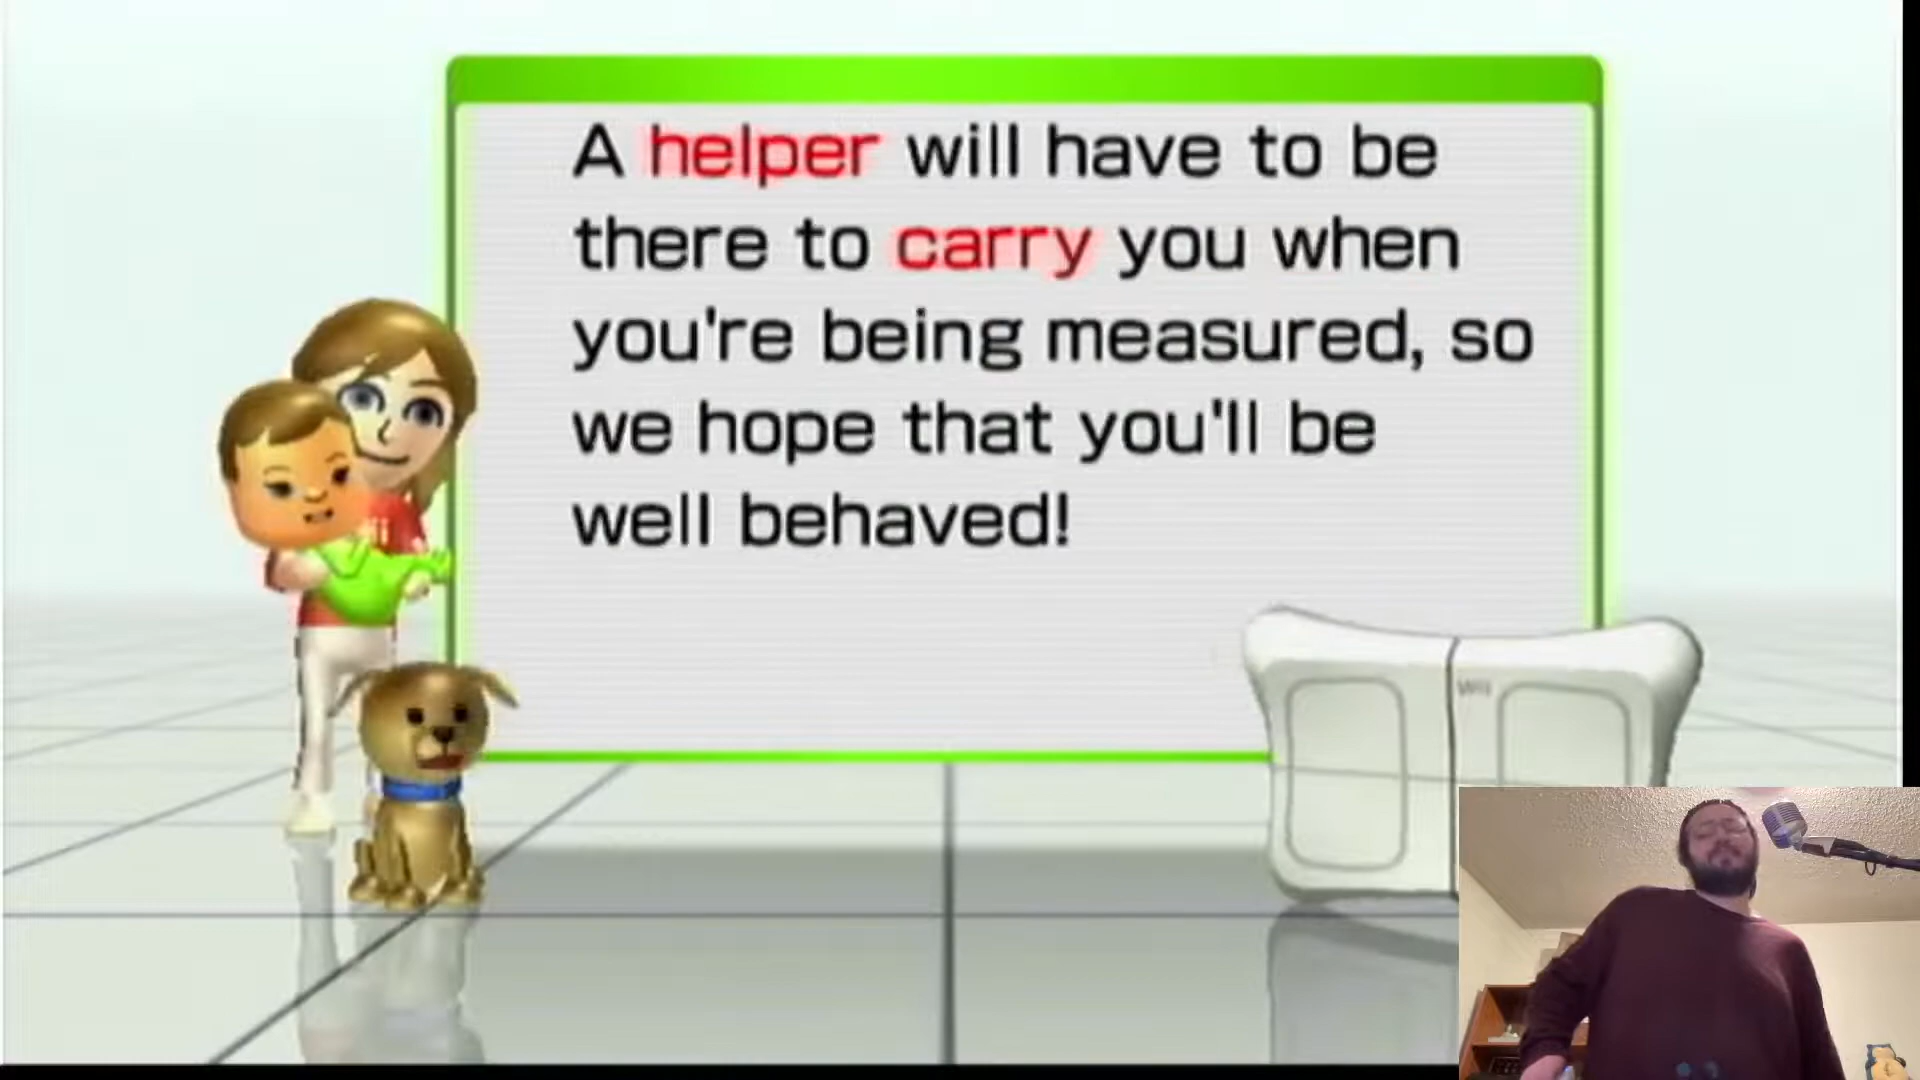 A helper will have to be
there to carry you when
you're being measured, so
we hope that you'll be
well behaved!
Wii